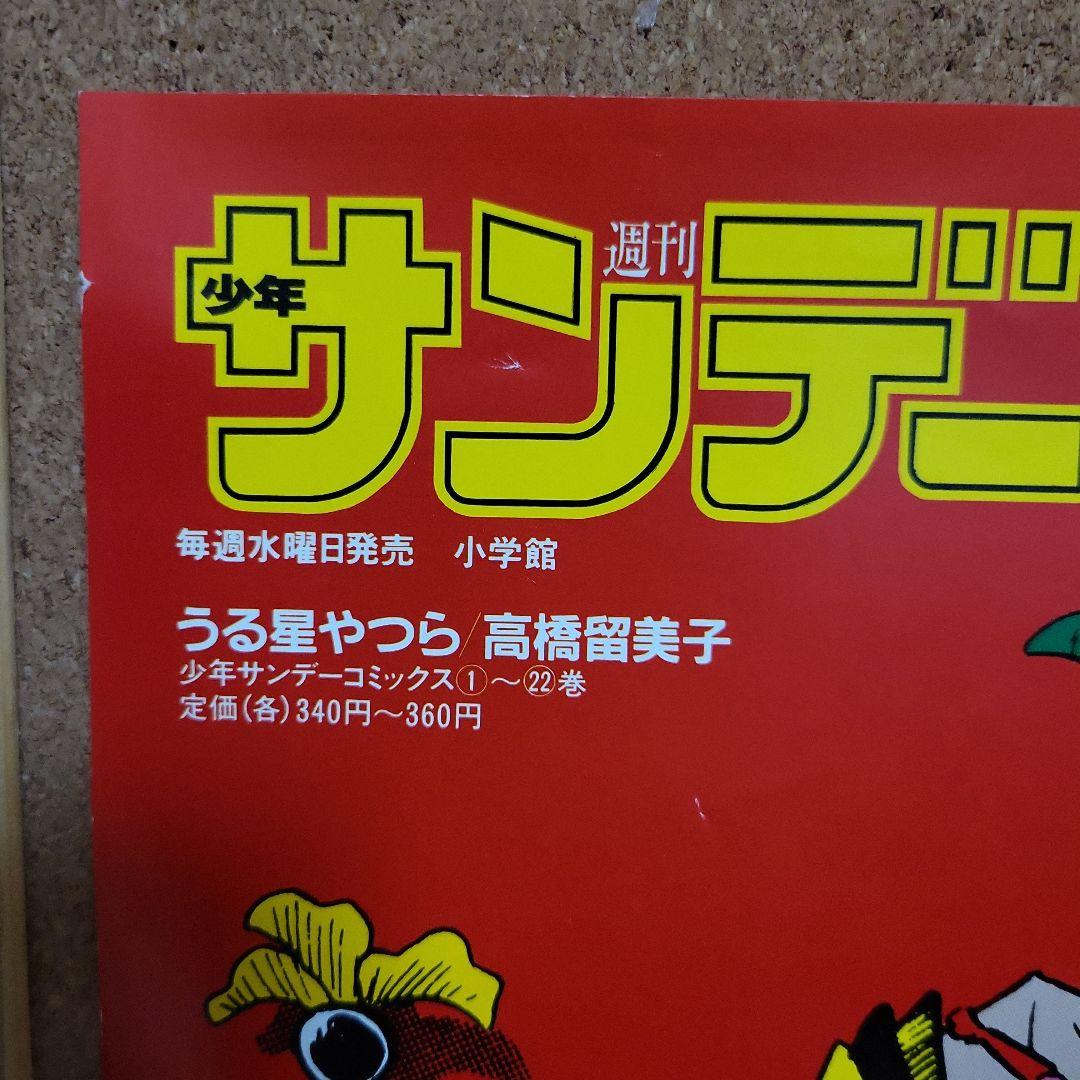 週刊
少年
サンデー
毎週水曜日発売　小学館
うる星やつら/高橋留美子
少年サンデーコミックス①～㉒巻
定価(各)340円～360円